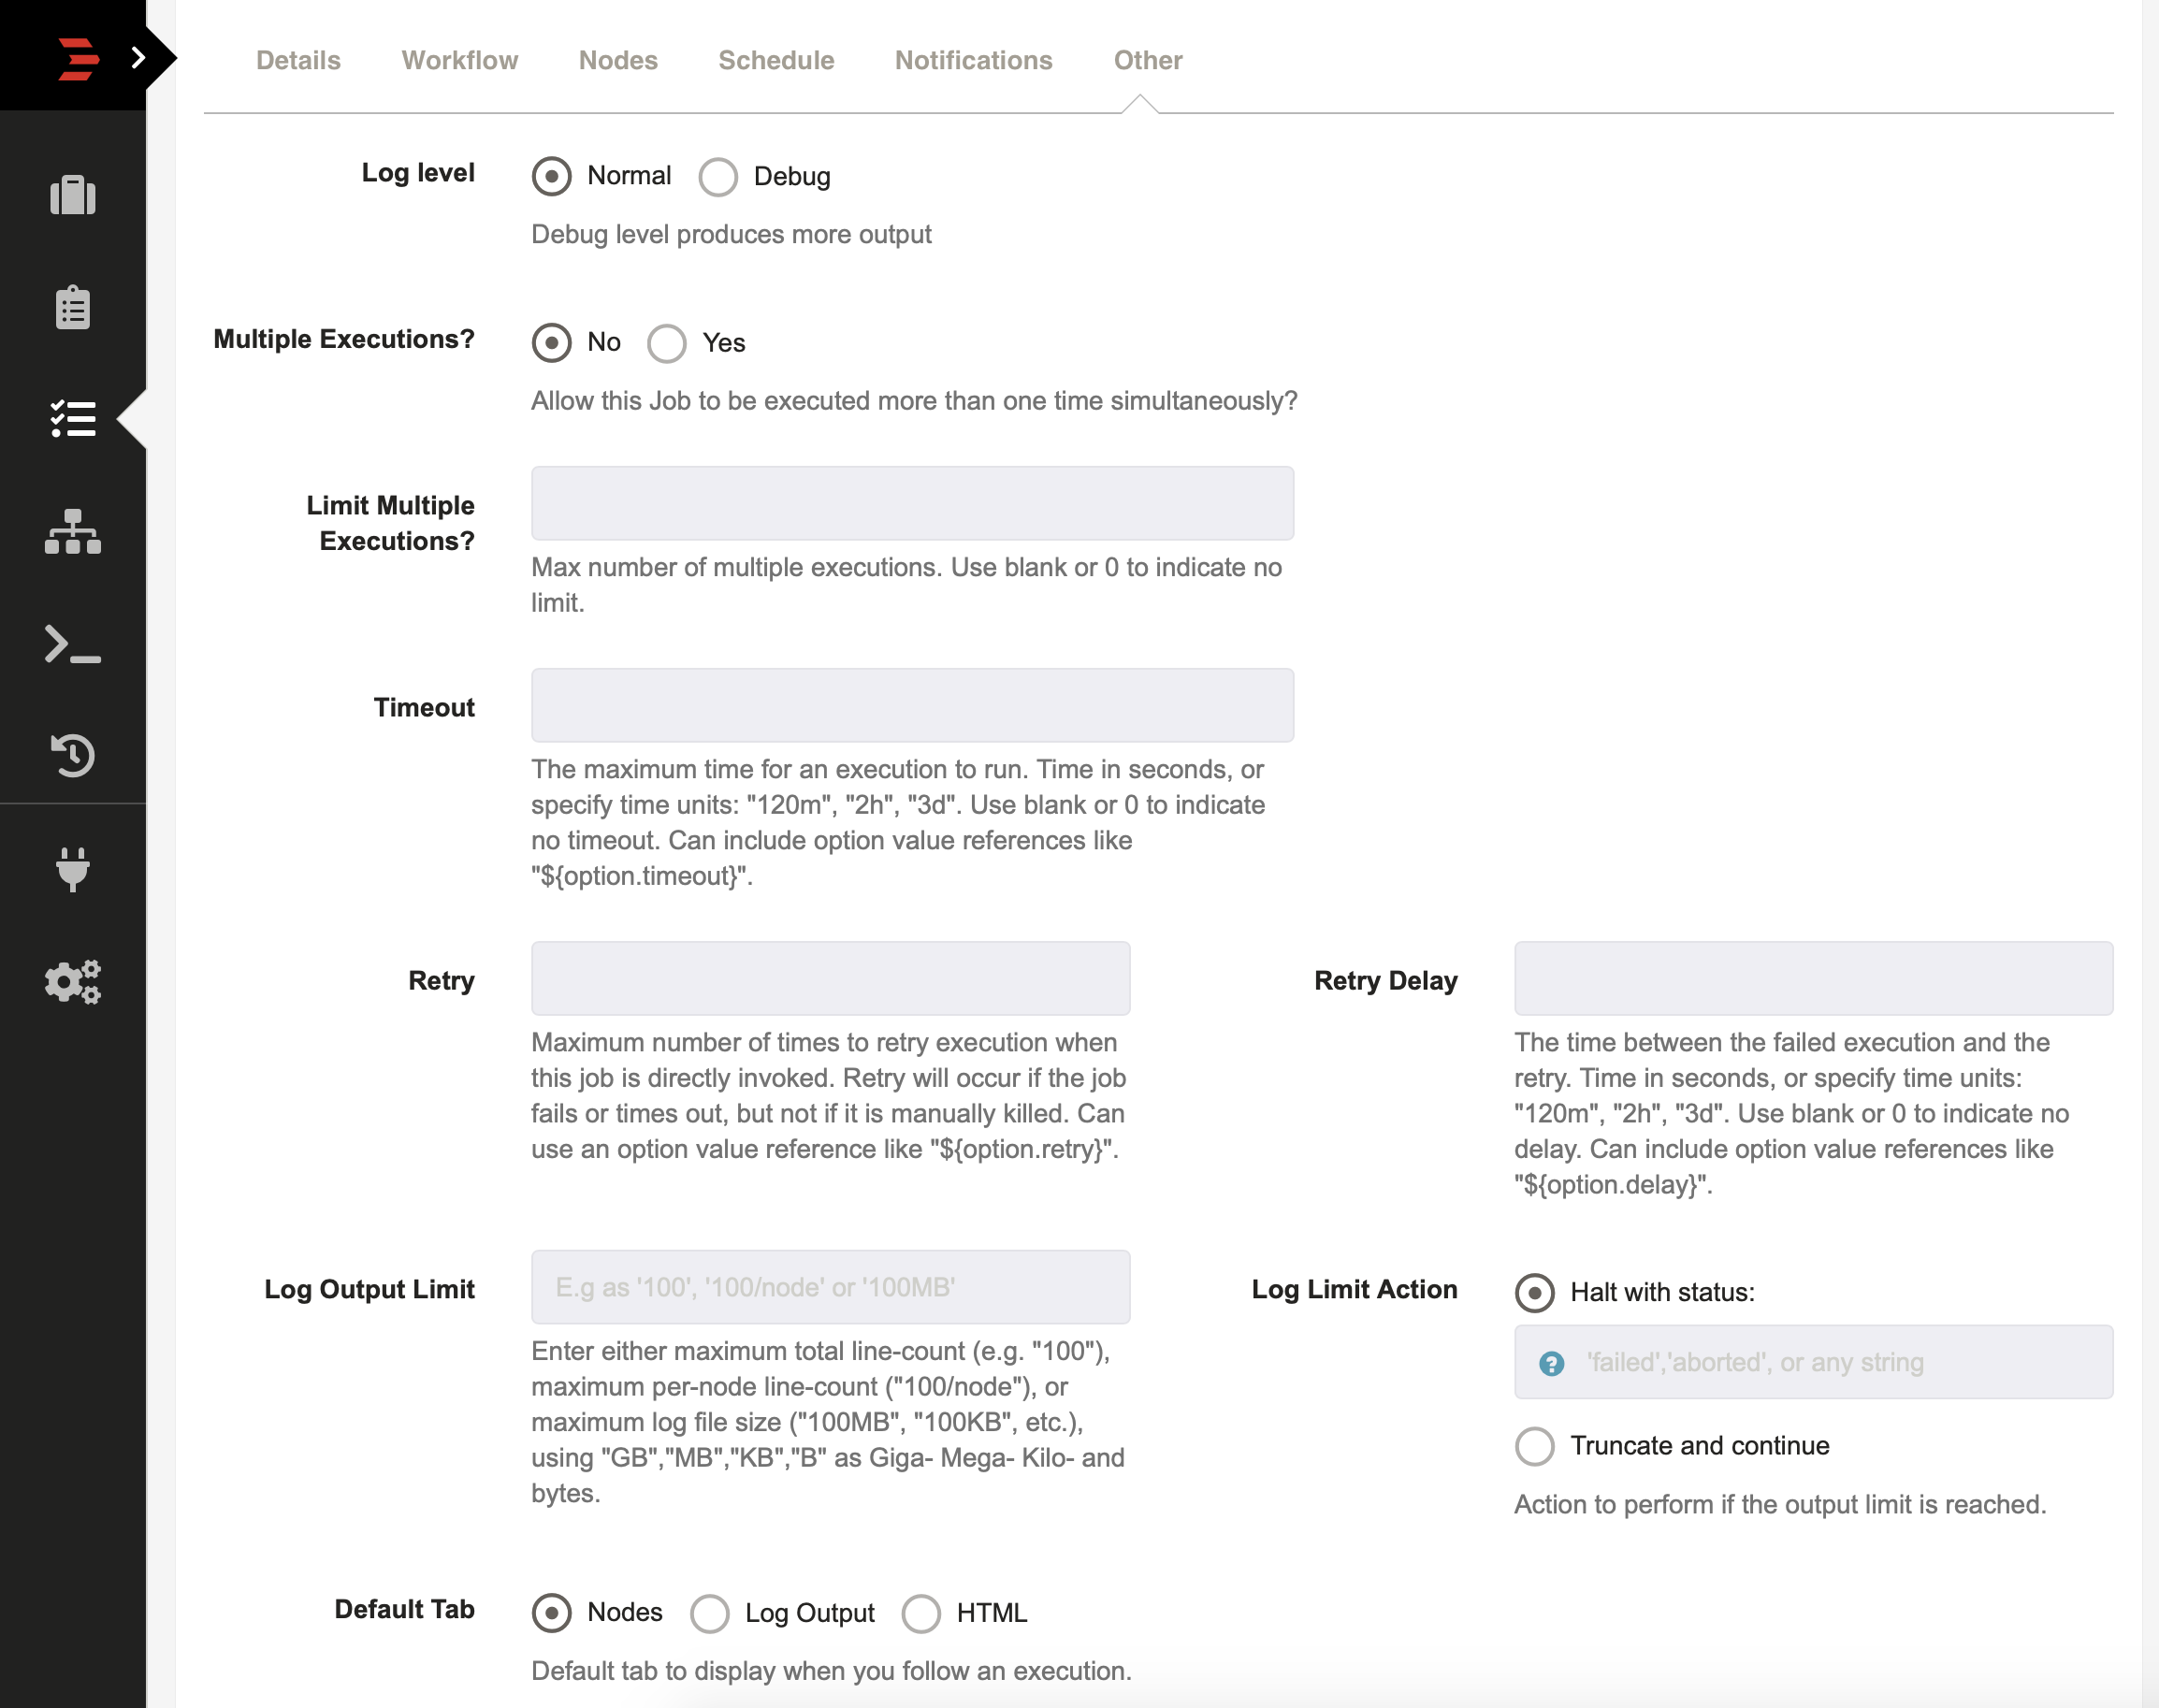 Details Workflow Nodes Schedule Notifications Other
Log level Normal Debug
Debug level produces more output
Multiple Executions? No Yes
Allow this Job to be executed more than one time simultaneously?
Limit Multiple
Executions?
Max number of multiple executions. Use blank or 0 to indicate no
limit.
Timeout
The maximum time for an execution to run. Time in seconds, or
specify time units: "120m", "2h", "3d". Use blank or 0 to indicate
no timeout. Can include option value references like
"${option.timeout}".
Retry
Maximum number of times to retry execution when
this job is directly invoked. Retry will occur if the job
fails or times out, but not if it is manually killed. Can
use an option value reference like "${option.retry}".
Retry Delay
The time between the failed execution and the
retry. Time in seconds, or specify time units:
"120m", "2h", "3d". Use blank or 0 to indicate no
delay. Can include option value references like
"${option.delay}".
Log Output Limit E.g as '100', '100/node' or '100MB'
Enter either maximum total line-count (e.g. "100"),
maximum per-node line-count ("100/node"), or
maximum log file size ("100MB", "100KB", etc.),
using "GB","MB","KB","B" as Giga- Mega- Kilo- and
bytes.
Log Limit Action Halt with status:
? 'failed','aborted', or any string
Truncate and continue
Action to perform if the output limit is reached.
Default Tab Nodes Log Output HTML
Default tab to display when you follow an execution.